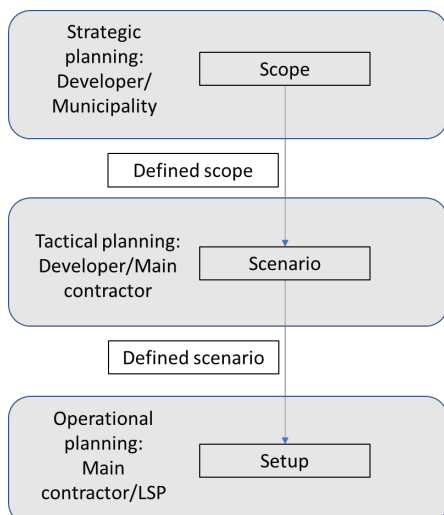 Strategic
planning:
Developer/
Municipality
Scope
Defined scope
Tactical planning:
Developer/Main
contractor
Scenario
Defined scenario
Operational
planning:
Main
contractor/LSP
Setup